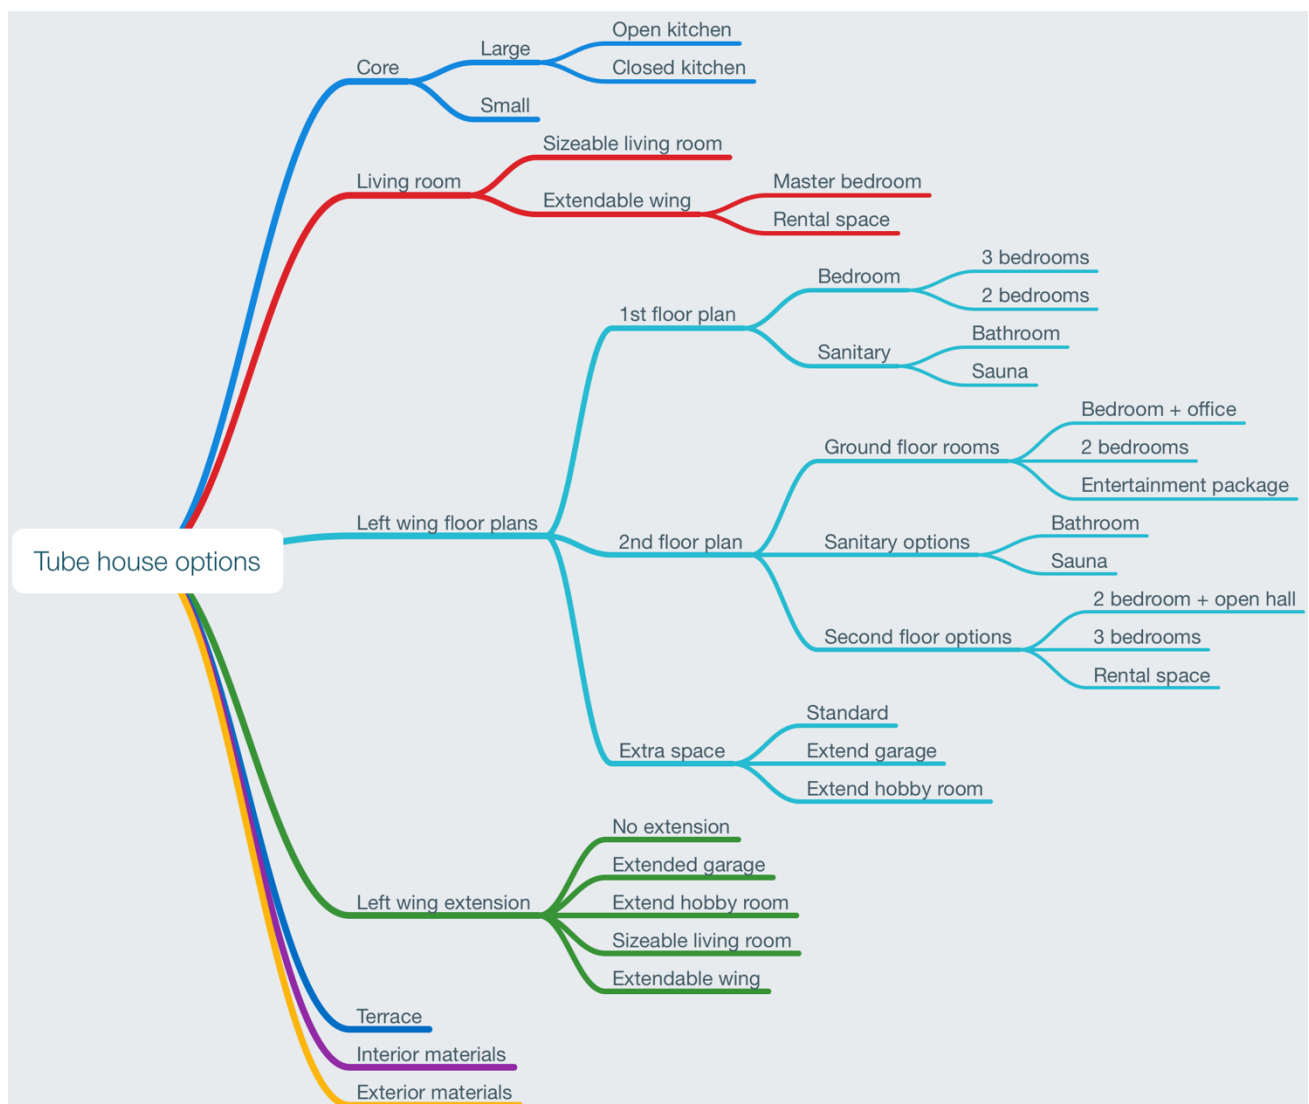 Tube house options
Core
Large
Open kitchen
Closed kitchen
Small
Living room
Sizeable living room
Extendable wing
Master bedroom
Rental space
Left wing floor plans
1st floor plan
Bedroom
3 bedrooms
2 bedrooms
Sanitary
Bathroom
Sauna
2nd floor plan
Ground floor rooms
Bedroom + office
2 bedrooms
Entertainment package
Sanitary options
Bathroom
Sauna
Second floor options
2 bedroom + open hall
3 bedrooms
Rental space
Extra space
Standard
Extend garage
Extend hobby room
Left wing extension
No extension
Extended garage
Extend hobby room
Sizeable living room
Extendable wing
Terrace
Interior materials
Exterior materials